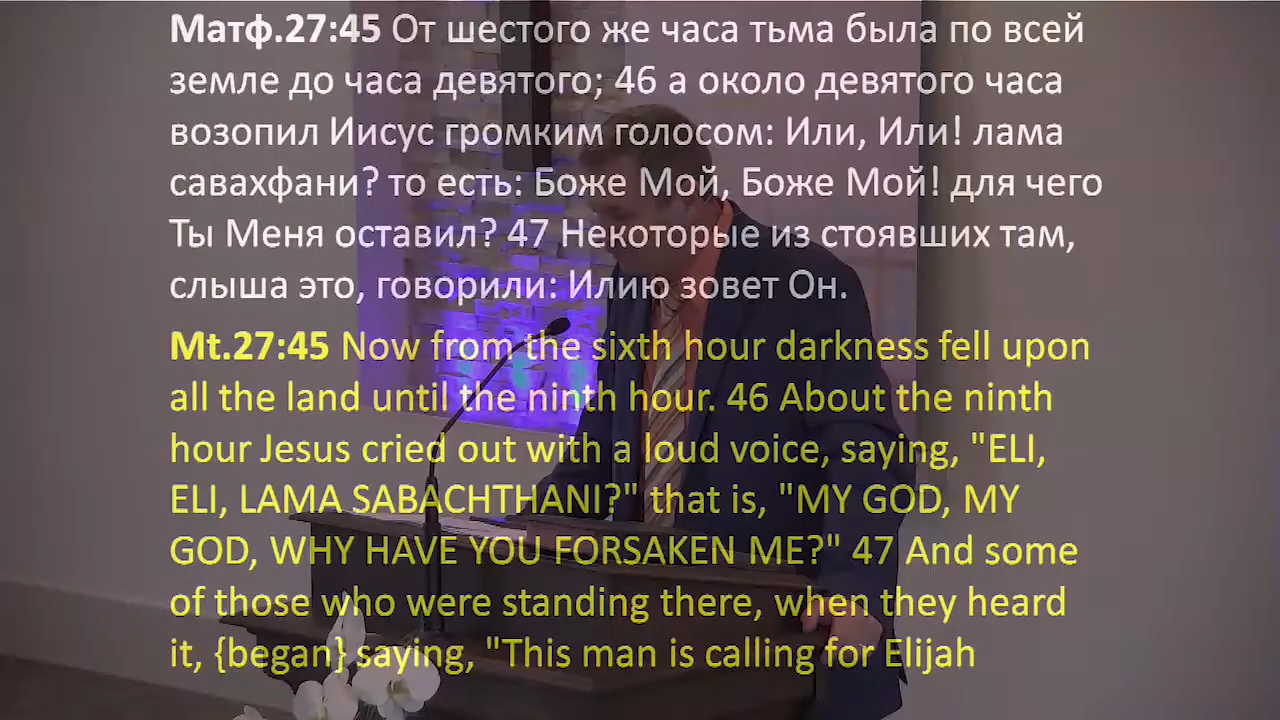 Матф.27:45 От шестого же часа тьма была по всей
земле до часа девятого; 46 а около девятого часа
возопил Иисус громким голосом: Или, Или! лама
савахфани? то есть: Боже Мой, Боже Мой! для чего
Ты Меня оставил? 47 Некоторые из стоявших там,
слыша это, говорили: Илию зовет Он.
Mt.27:45 Now from the sixth hour darkness fell upon
all the land until the ninth hour. 46 About the ninth
hour Jesus cried out with a loud voice, saying, "ELI,
ELI, LAMA SABACHTHANI?" that is, "MY GOD, MY
GOD, WHY HAVE YOU FORSAKEN ME?" 47 And some
of those who were standing there, when they heard
it, {began} saying, "This man is calling for Elijah